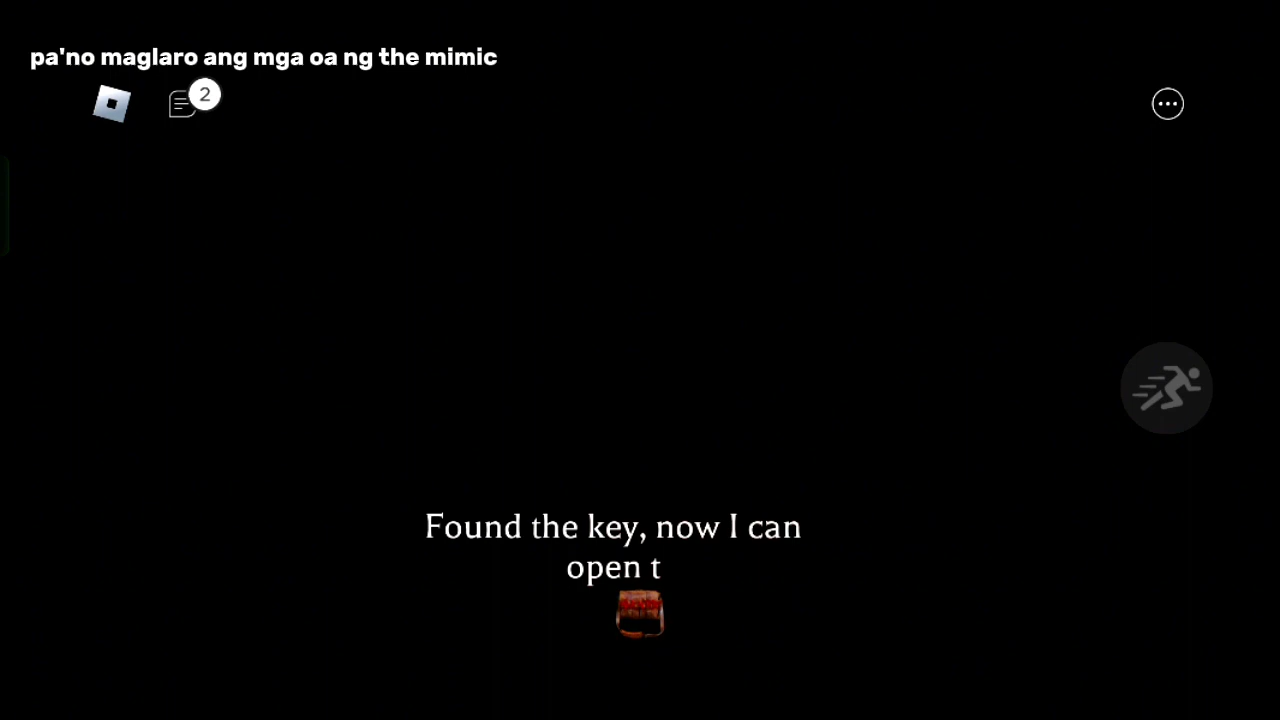 pa'no maglaro ang mga oa ng the mimic
2
Found the key, now I can
open t